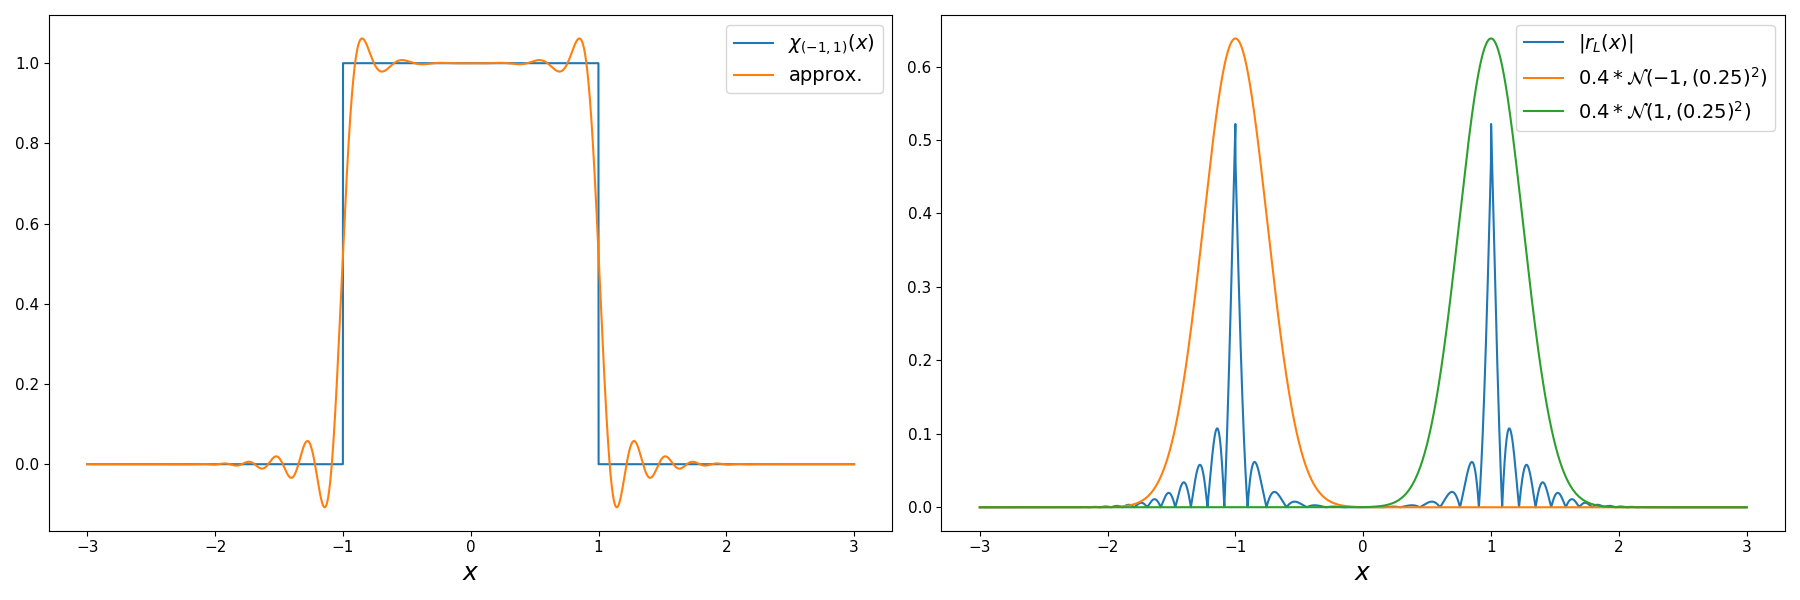 χ₍₋₁,₁₎(x)
approx.
1.0
0.8
0.6
0.4
0.2
0.0
−3 −2 −1 0 1 2 3
x
|r_L(x)|
0.4 * 𝒩(−1, (0.25)²)
0.4 * 𝒩(1, (0.25)²)
0.6
0.5
0.4
0.3
0.2
0.1
0.0
−3 −2 −1 0 1 2 3
x